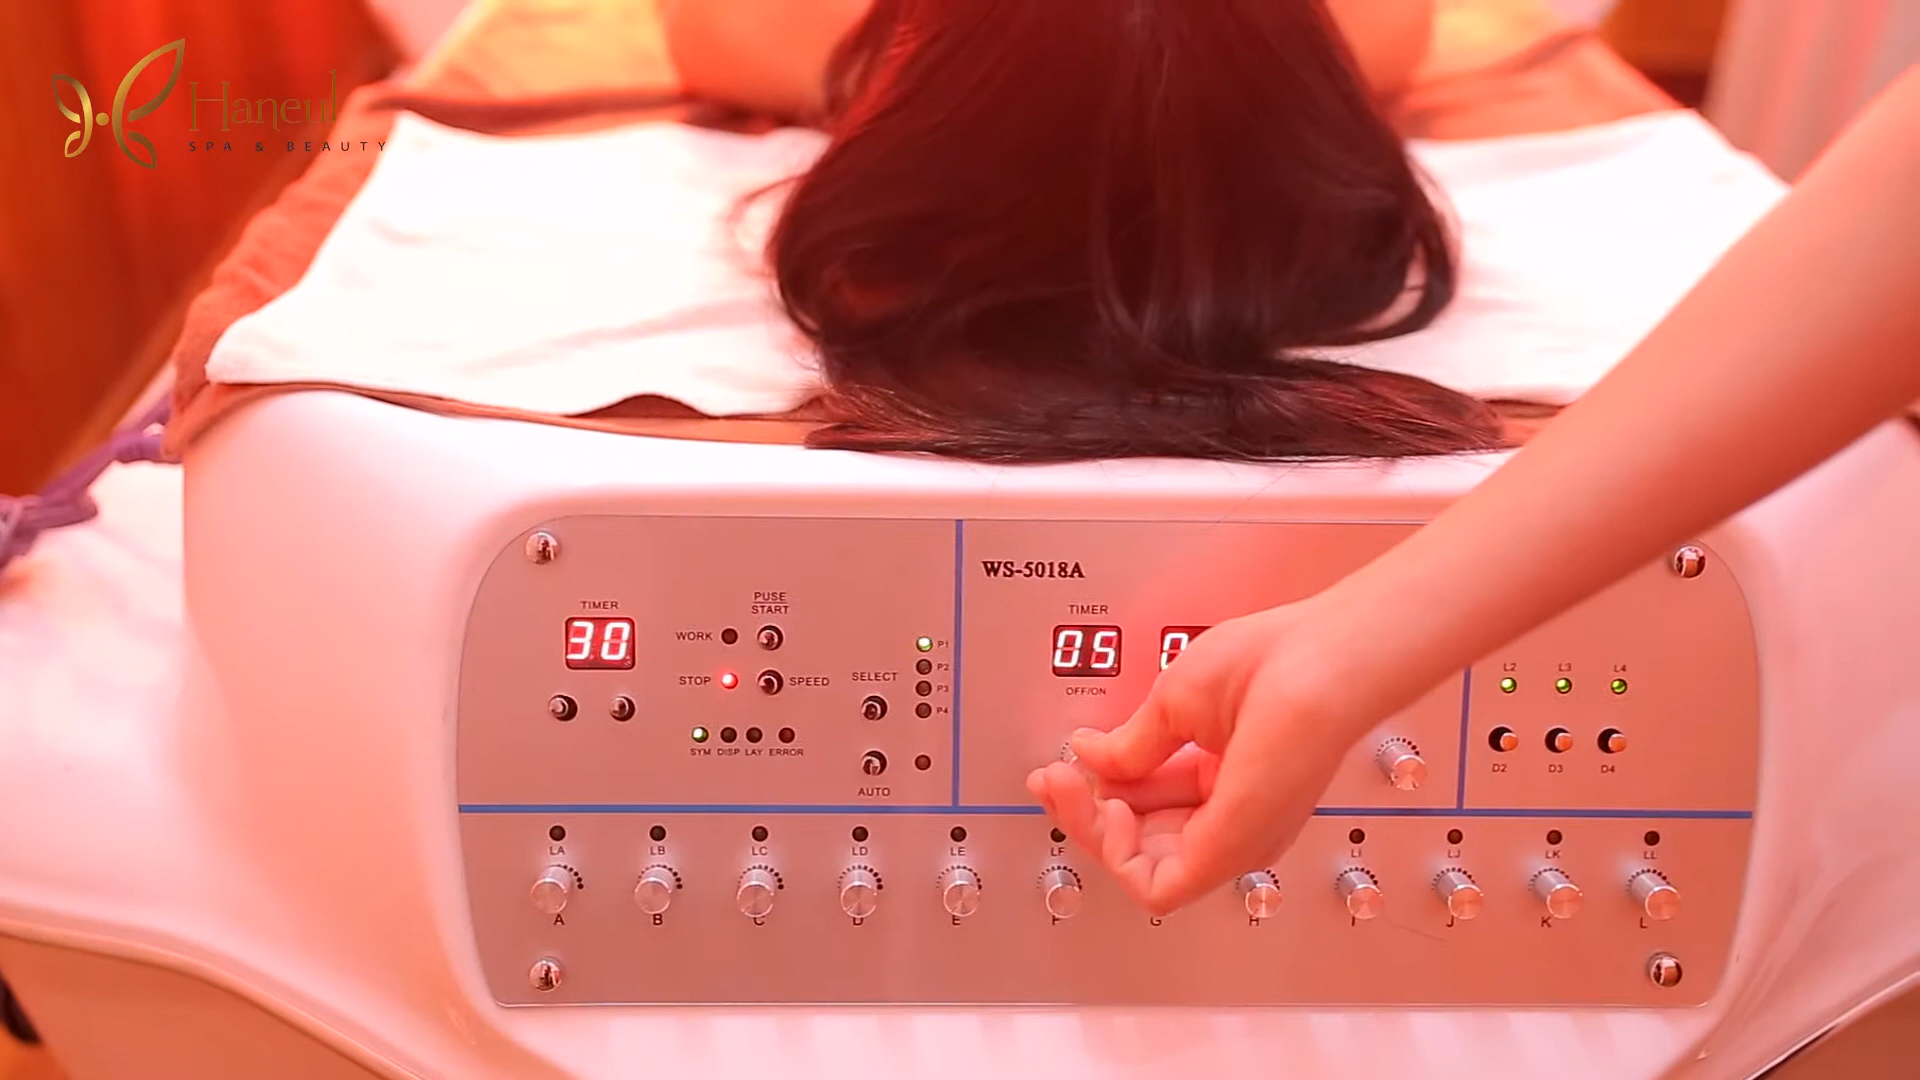 Haneul
SPA & BEAUTY
WS-5018A
TIMER
30
PUSE
START
WORK
STOP
SPEED
SELECT
P1
P2
P3
P4
SYM DISP LAY ERROR
AUTO
TIMER
05
OFF/ON
L2 L3 L4
D2 D3 D4
LA LB LC LD LE LF LI LJ LK LL
A B C D E F G H I J K L